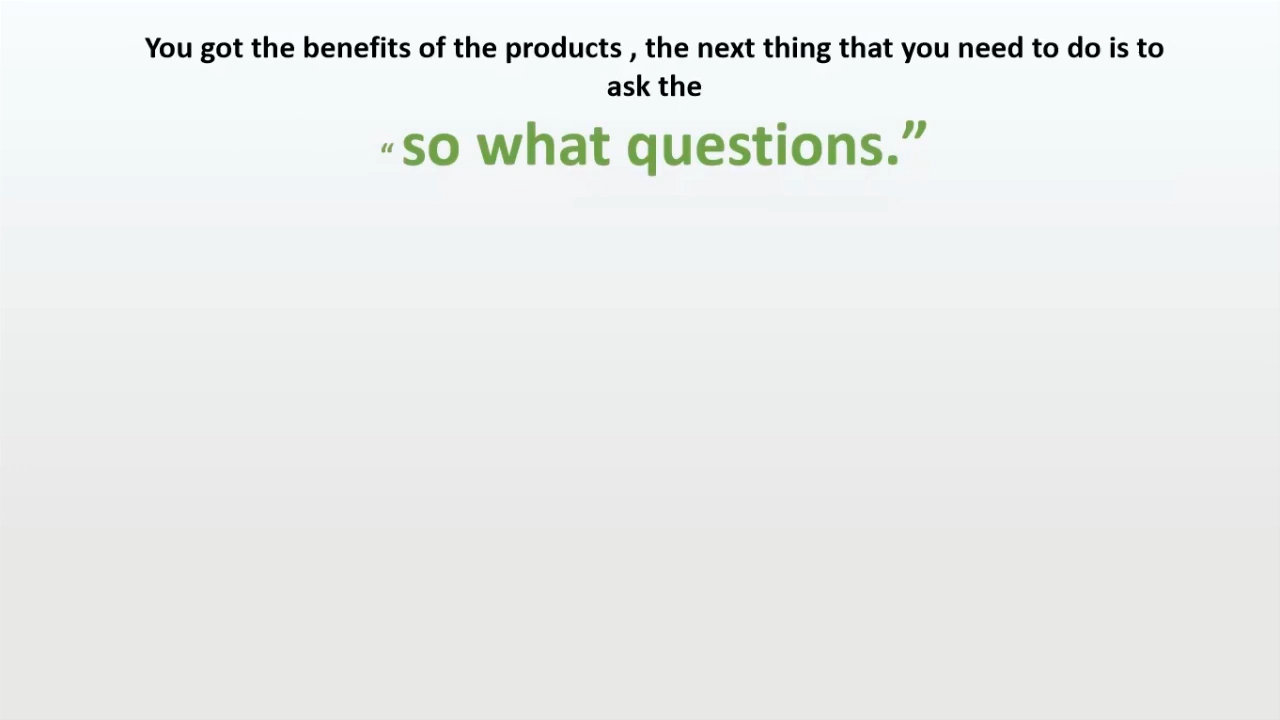 You got the benefits of the products , the next thing that you need to do is to
ask the
“ so what questions.”